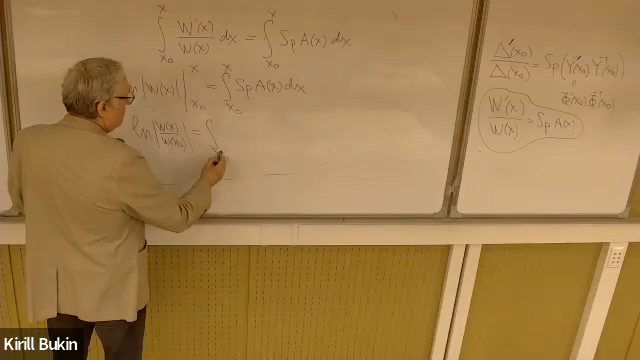 ∫_{x₀}^{x} W'(x)/W(x) dx = ∫_{x₀}^{x} Sp A(x) dx
ln|W(x)| |_{x₀}^{x} = ∫_{x₀}^{x} Sp A(x) dx
ln|W(x)/W(x₀)| = ∫
Δ'(x₀)/Δ(x₀) = Sp(Y'(x₀) Y⁻¹(x₀))
"
Φ'(x₀) Φ⁻¹(x₀)
W'(x)/W(x) = Sp A(x)
Kirill Bukin